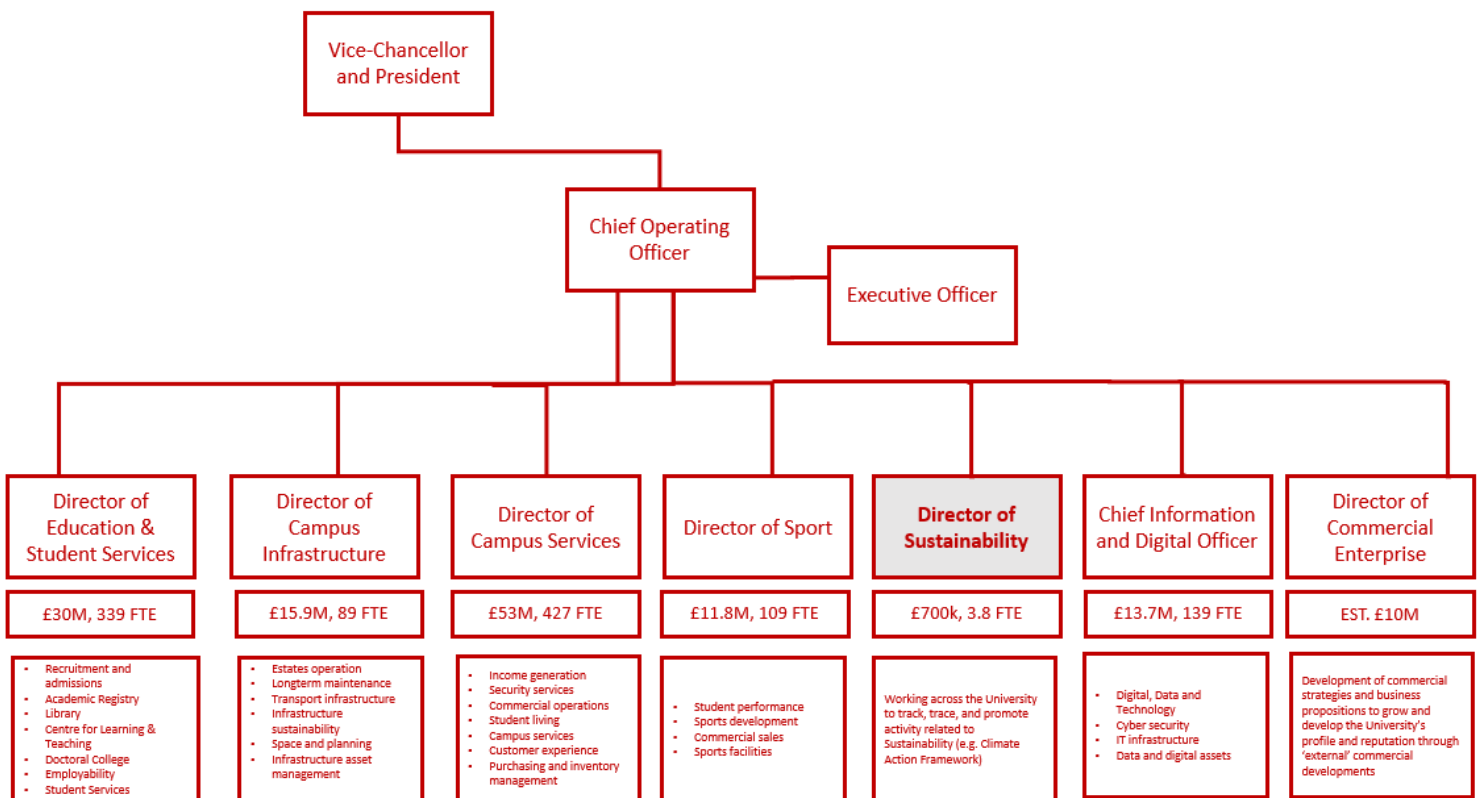 Vice-Chancellor
and President
Chief Operating
Officer
Executive Officer
Director of
Education &
Student Services
Director of
Campus
Infrastructure
Director of
Campus Services
Director of Sport
Director of
Sustainability
Chief Information
and Digital Officer
Director of
Commercial
Enterprise
£30M, 339 FTE
£15.9M, 89 FTE
£53M, 427 FTE
£11.8M, 109 FTE
£700k, 3.8 FTE
£13.7M, 139 FTE
EST. £10M
▪ Recruitment and
admissions
▪ Academic Registry
▪ Library
▪ Centre for Learning &
Teaching
▪ Doctoral College
▪ Employability
▪ Student Services
▪ Estates operation
▪ Longterm maintenance
▪ Transport infrastructure
▪ Infrastructure
sustainability
▪ Space and planning
▪ Infrastructure asset
management
▪ Income generation
▪ Security services
▪ Commercial operations
▪ Student living
▪ Campus services
▪ Customer experience
▪ Purchasing and inventory
management
▪ Student performance
▪ Sports development
▪ Commercial sales
▪ Sports facilities
Working across the University
to track, trace, and promote
activity related to
Sustainability (e.g. Climate
Action Framework)
▪ Digital, Data and
Technology
▪ Cyber security
▪ IT infrastructure
▪ Data and digital assets
Development of commercial
strategies and business
propositions to grow and
develop the University's
profile and reputation through
‘external’ commercial
developments